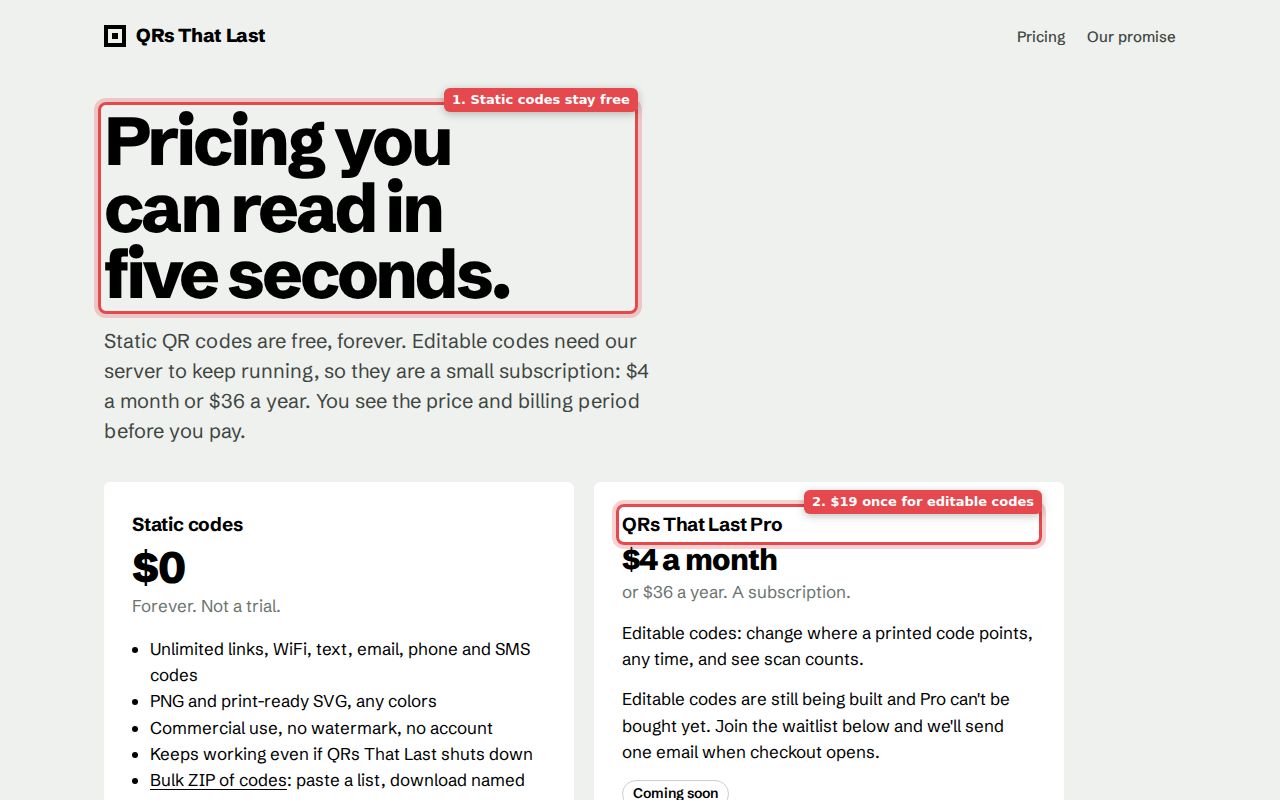 QRs That Last
Pricing Our promise
1. Static codes stay free
Pricing you
can read in
five seconds.
Static QR codes are free, forever. Editable codes need our
server to keep running, so they are a small subscription: $4
a month or $36 a year. You see the price and billing period
before you pay.
Static codes
$0
Forever. Not a trial.
Unlimited links, WiFi, text, email, phone and SMS
codes
PNG and print-ready SVG, any colors
Commercial use, no watermark, no account
Keeps working even if QRs That Last shuts down
Bulk ZIP of codes: paste a list, download named
2. $19 once for editable codes
QRs That Last Pro
$4 a month
or $36 a year. A subscription.
Editable codes: change where a printed code points,
any time, and see scan counts.
Editable codes are still being built and Pro can't be
bought yet. Join the waitlist below and we'll send
one email when checkout opens.
Coming soon